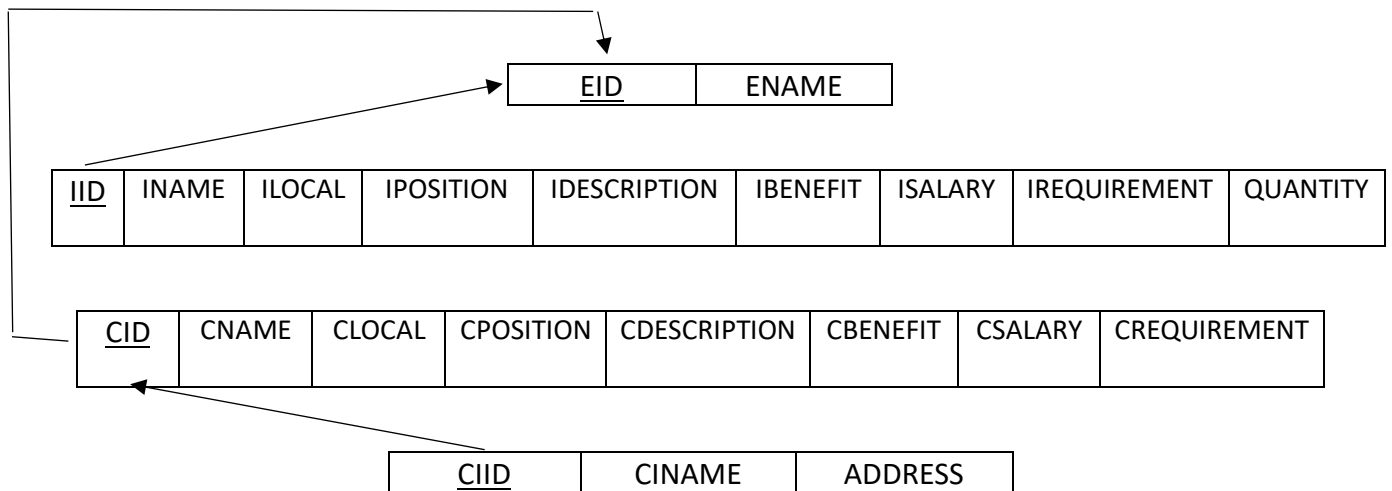 EID ENAME
IID INAME ILOCAL IPOSITION IDESCRIPTION IBENEFIT ISALARY IREQUIREMENT QUANTITY
CID CNAME CLOCAL CPOSITION CDESCRIPTION CBENEFIT CSALARY CREQUIREMENT
CIID CINAME ADDRESS